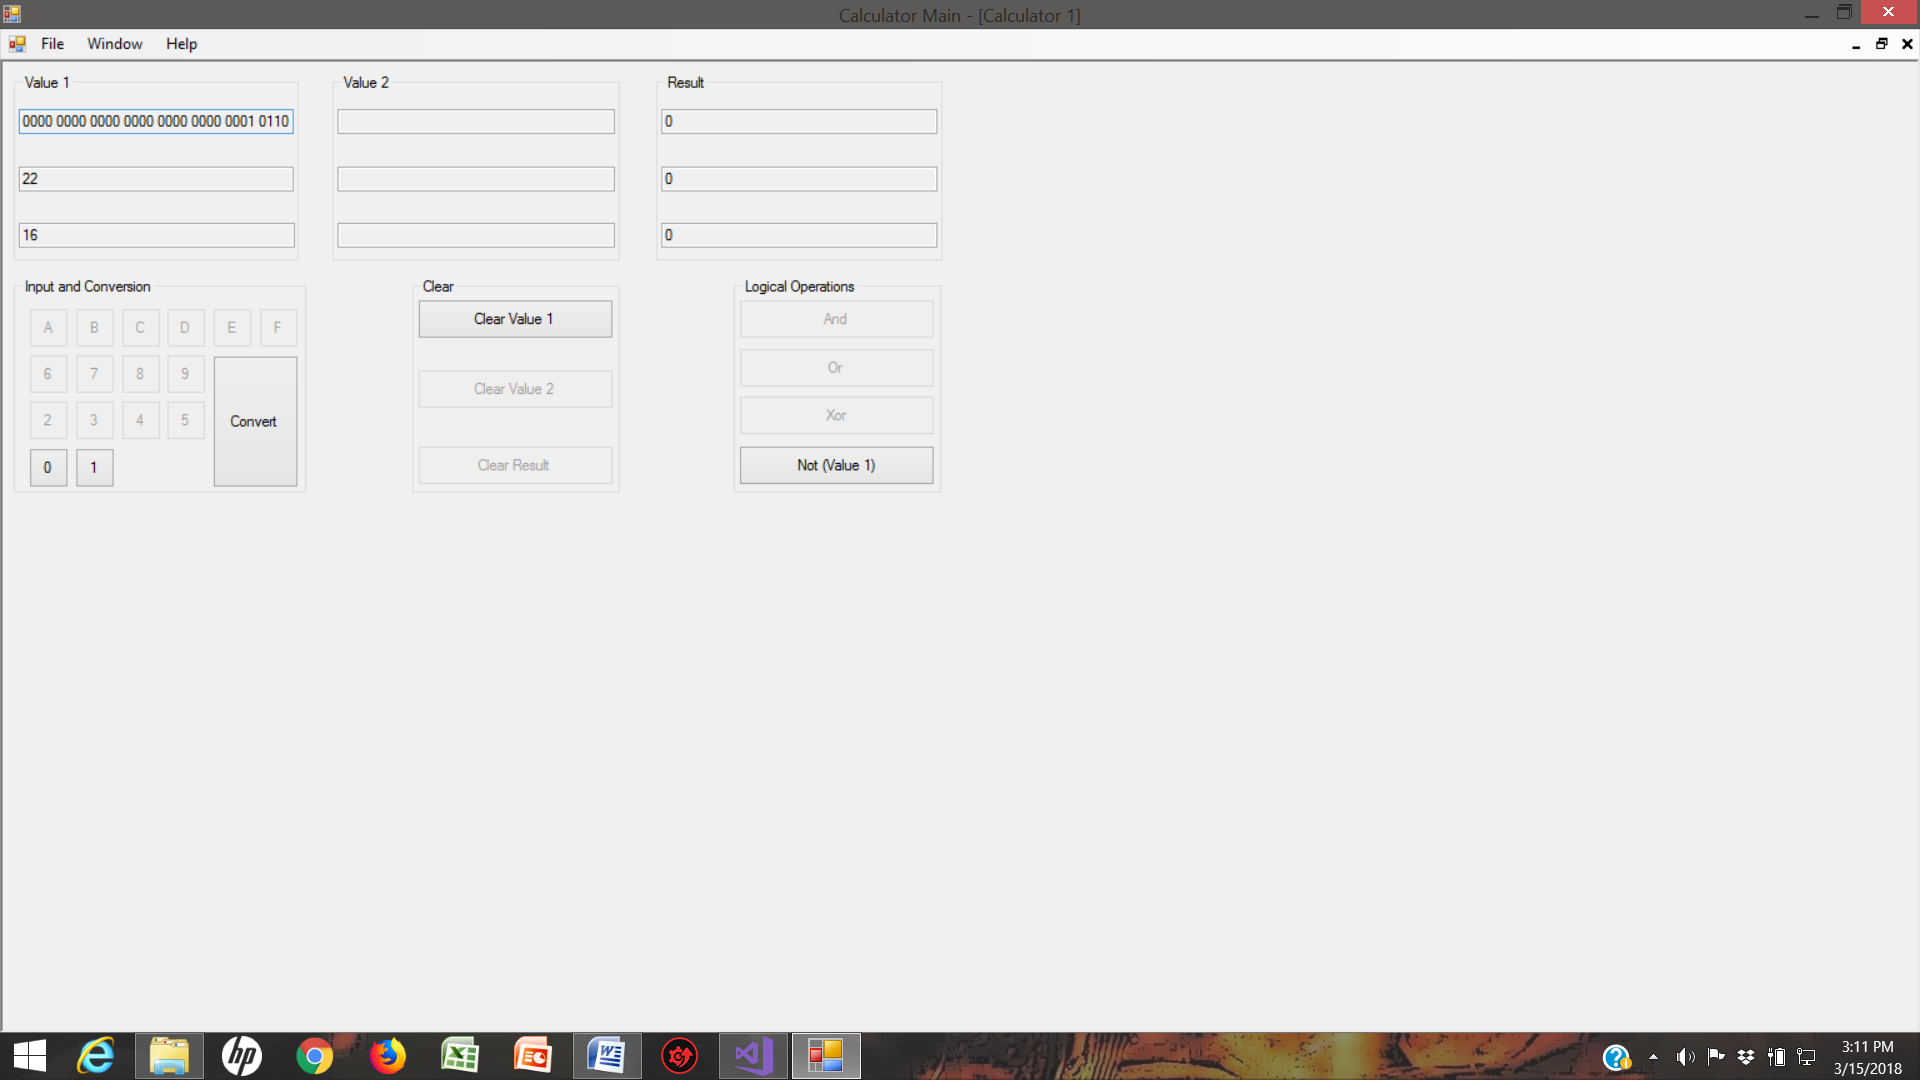 Calculator Main - [Calculator 1]
File Window Help
Value 1 Value 2 Result
0000 0000 0000 0000 0000 0000 0001 0110 0
22 0
16 0
Input and Conversion Clear Logical Operations
A B C D E F Clear Value 1 And
6 7 8 9 Clear Value 2 Or
2 3 4 5 Convert Xor
0 1 Clear Result Not (Value 1)
3:11 PM
3/15/2018